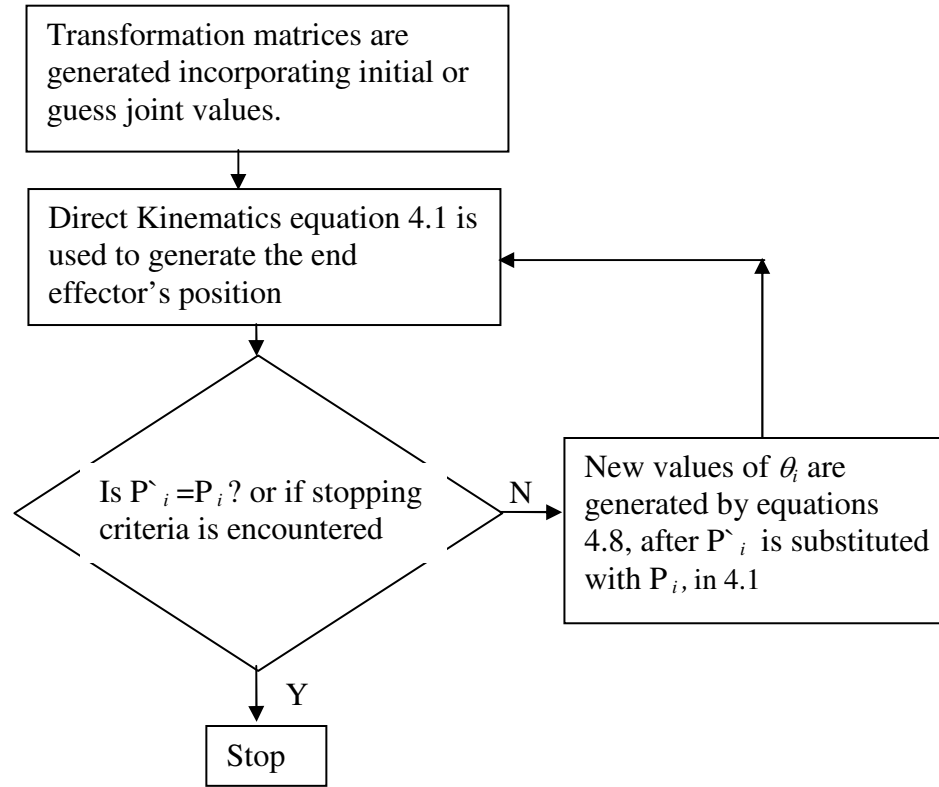 Transformation matrices are
generated incorporating initial or
guess joint values.
Direct Kinematics equation 4.1 is
used to generate the end
effector’s position
Is P` i =P i ? or if stopping
criteria is encountered
N
New values of θi are
generated by equations
4.8, after P` i is substituted
with P i, in 4.1
Y
Stop